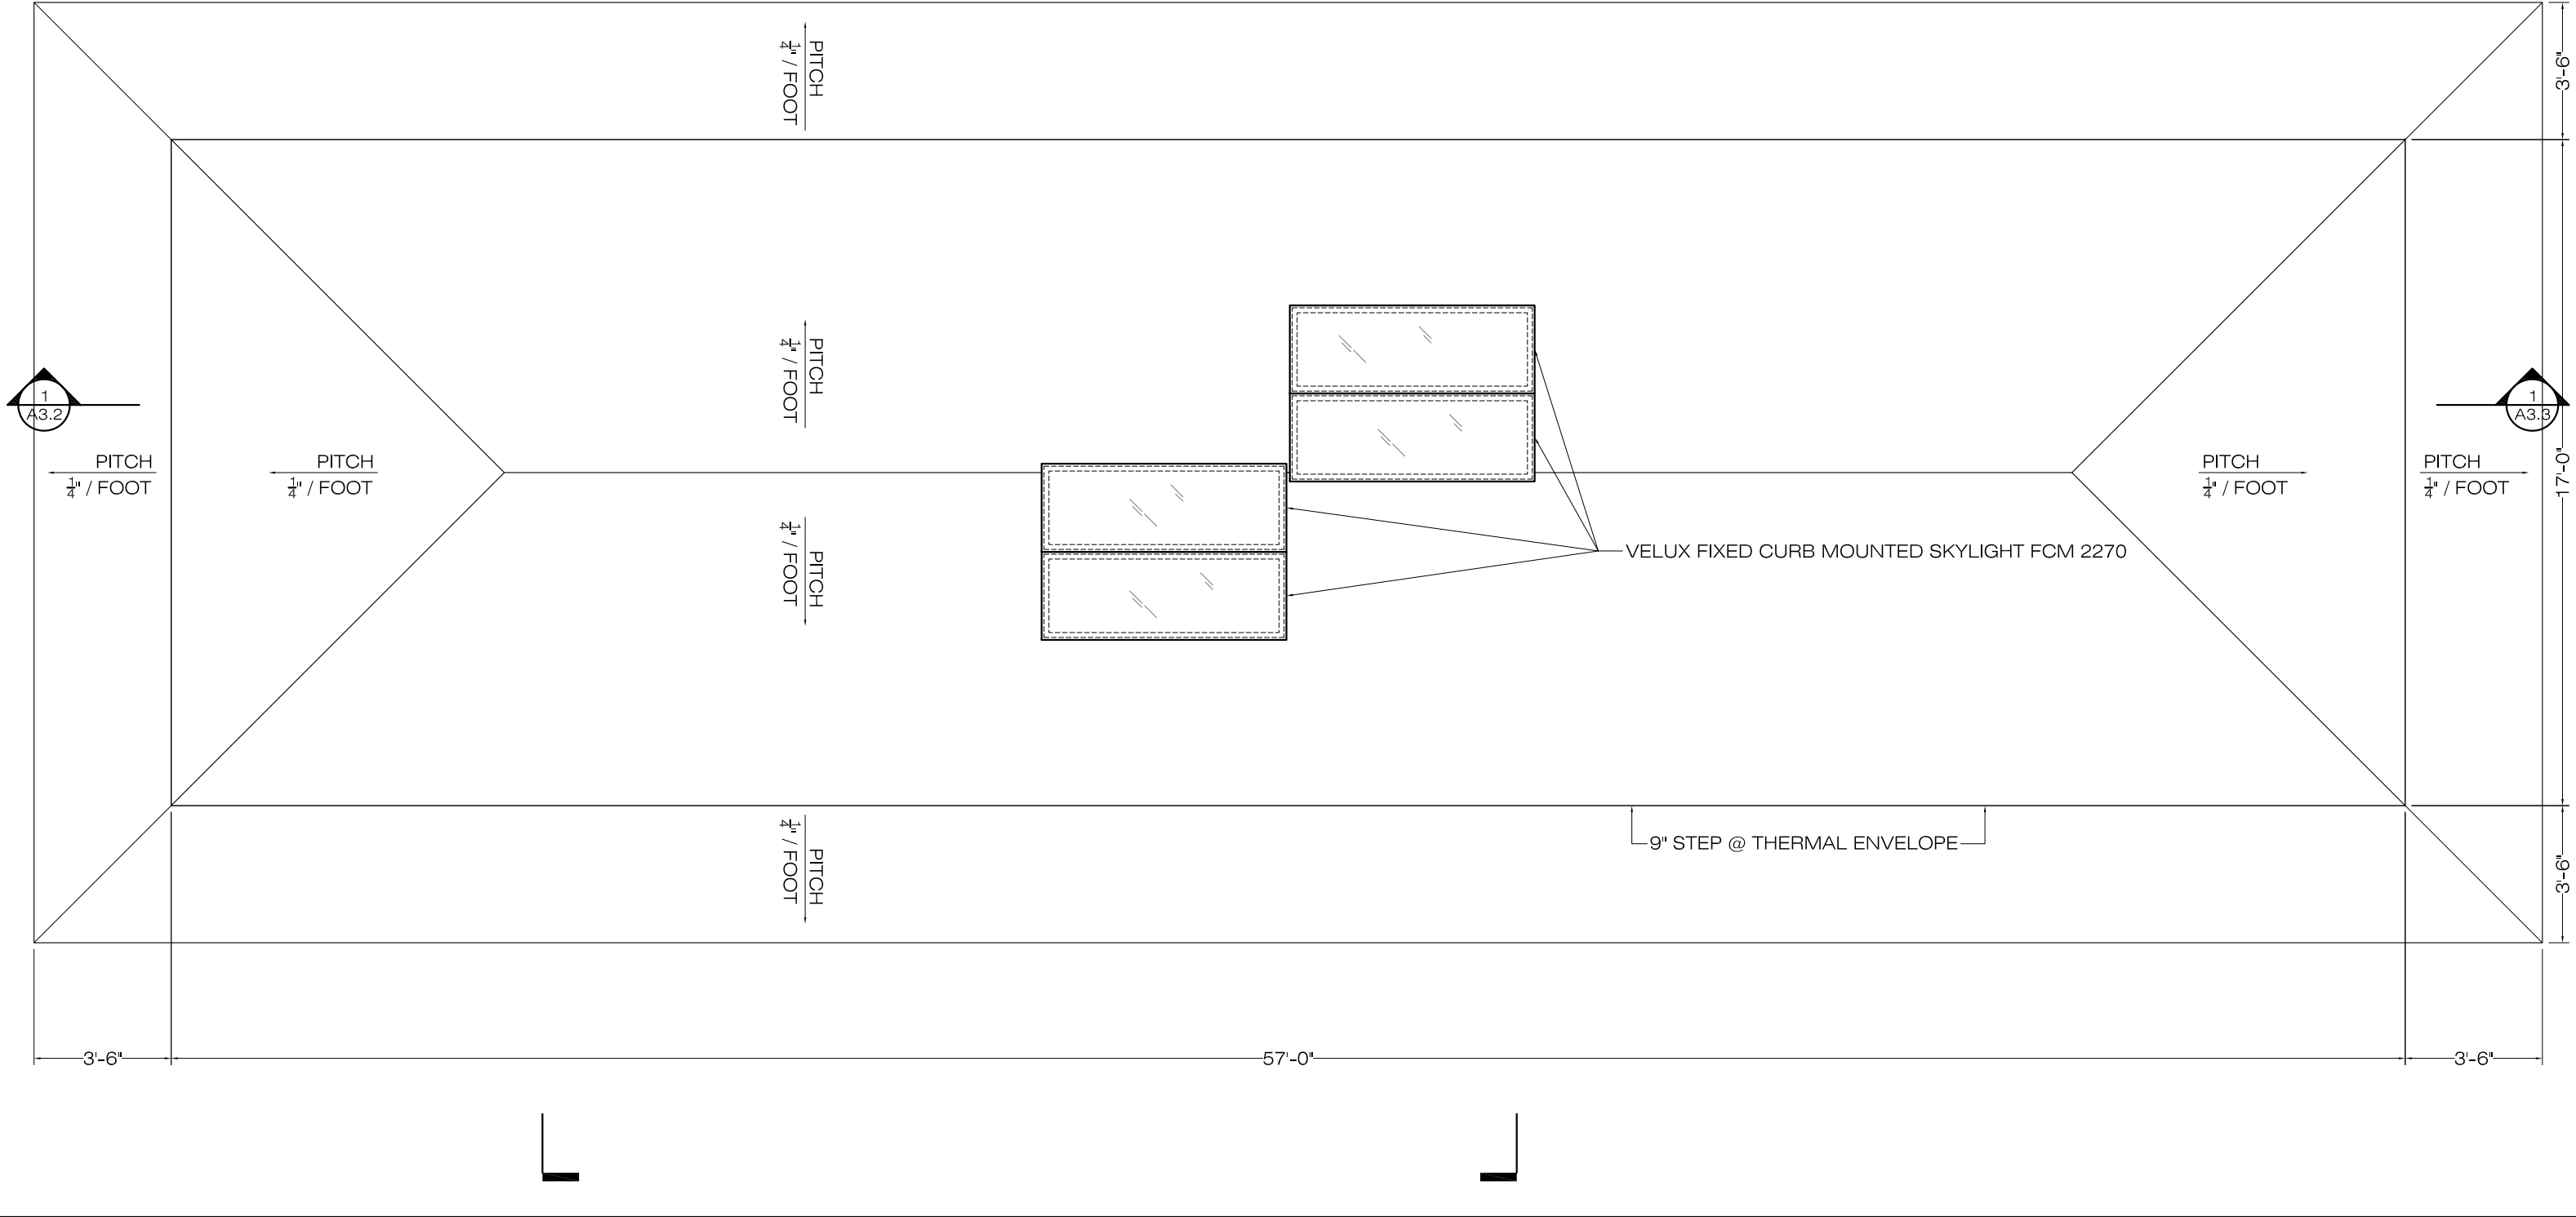 PITCH
1/4" / FOOT
3'-6"
PITCH
1/4" / FOOT
1
A3.2
1
A3.3
PITCH
1/4" / FOOT
PITCH
1/4" / FOOT
PITCH
1/4" / FOOT
PITCH
1/4" / FOOT
17'-0"
PITCH
1/4" / FOOT
VELUX FIXED CURB MOUNTED SKYLIGHT FCM 2270
PITCH
1/4" / FOOT
9" STEP @ THERMAL ENVELOPE
3'-6"
3'-6"
57'-0"
3'-6"